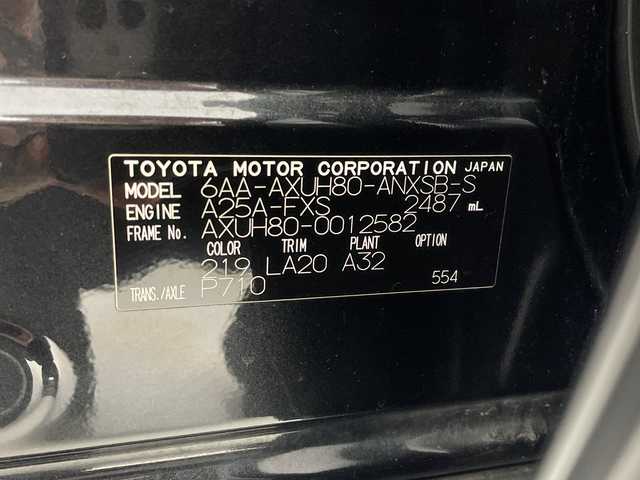 TOYOTA MOTOR CORPORATION JAPAN
MODEL 6AA-AXUH80-ANXSB-S
ENGINE A25A-FXS 2487 mL
FRAME No. AXUH80-0012582
COLOR TRIM PLANT OPTION
219 LA20 A32
TRANS./AXLE P710 554